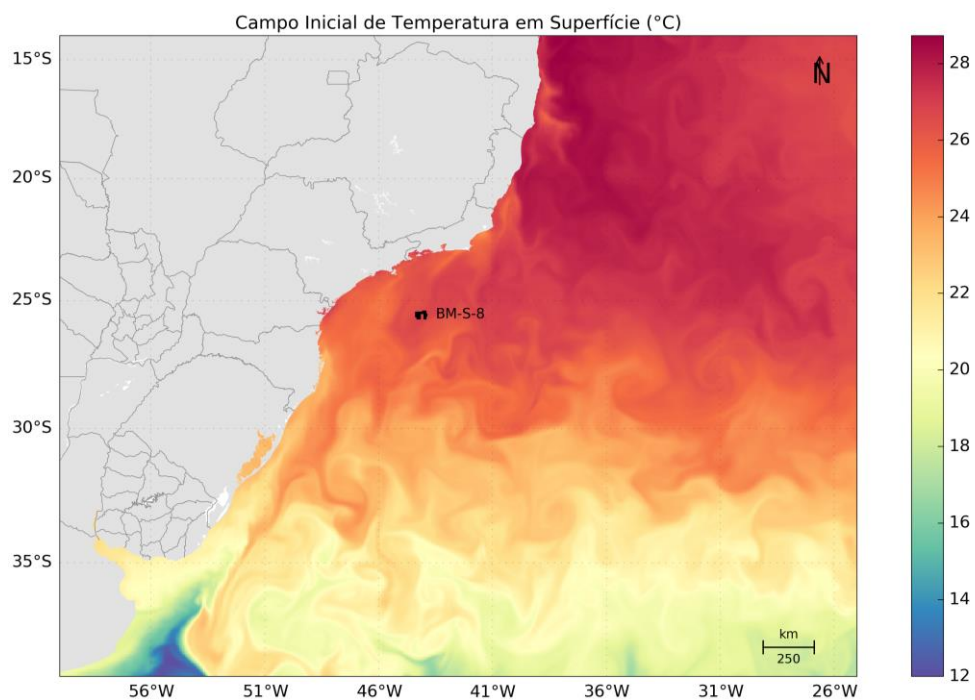 Campo Inicial de Temperatura em Superfície (°C)
N
15°S
20°S
25°S
30°S
35°S
BM-S-8
km
250
56°W
51°W
46°W
41°W
36°W
31°W
26°W
28
26
24
22
20
18
16
14
12